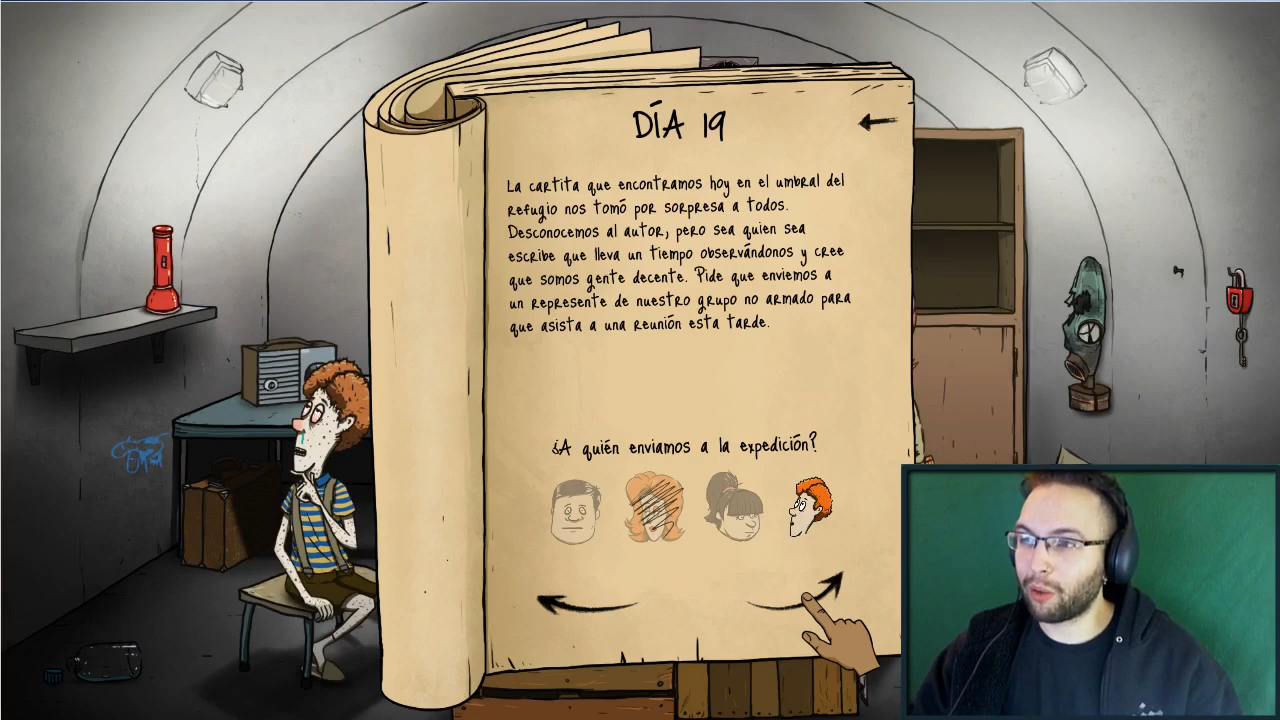 DÍA 19
La cartita que encontramos hoy en el umbral del
refugio nos tomó por sorpresa a todos.
Desconocemos al autor, pero sea quien sea
escribe que lleva un tiempo observándonos y cree
que somos gente decente. Pide que enviemos a
un represente de nuestro grupo no armado para
que asista a una reunión esta tarde.
¿A quién enviamos a la expedición?